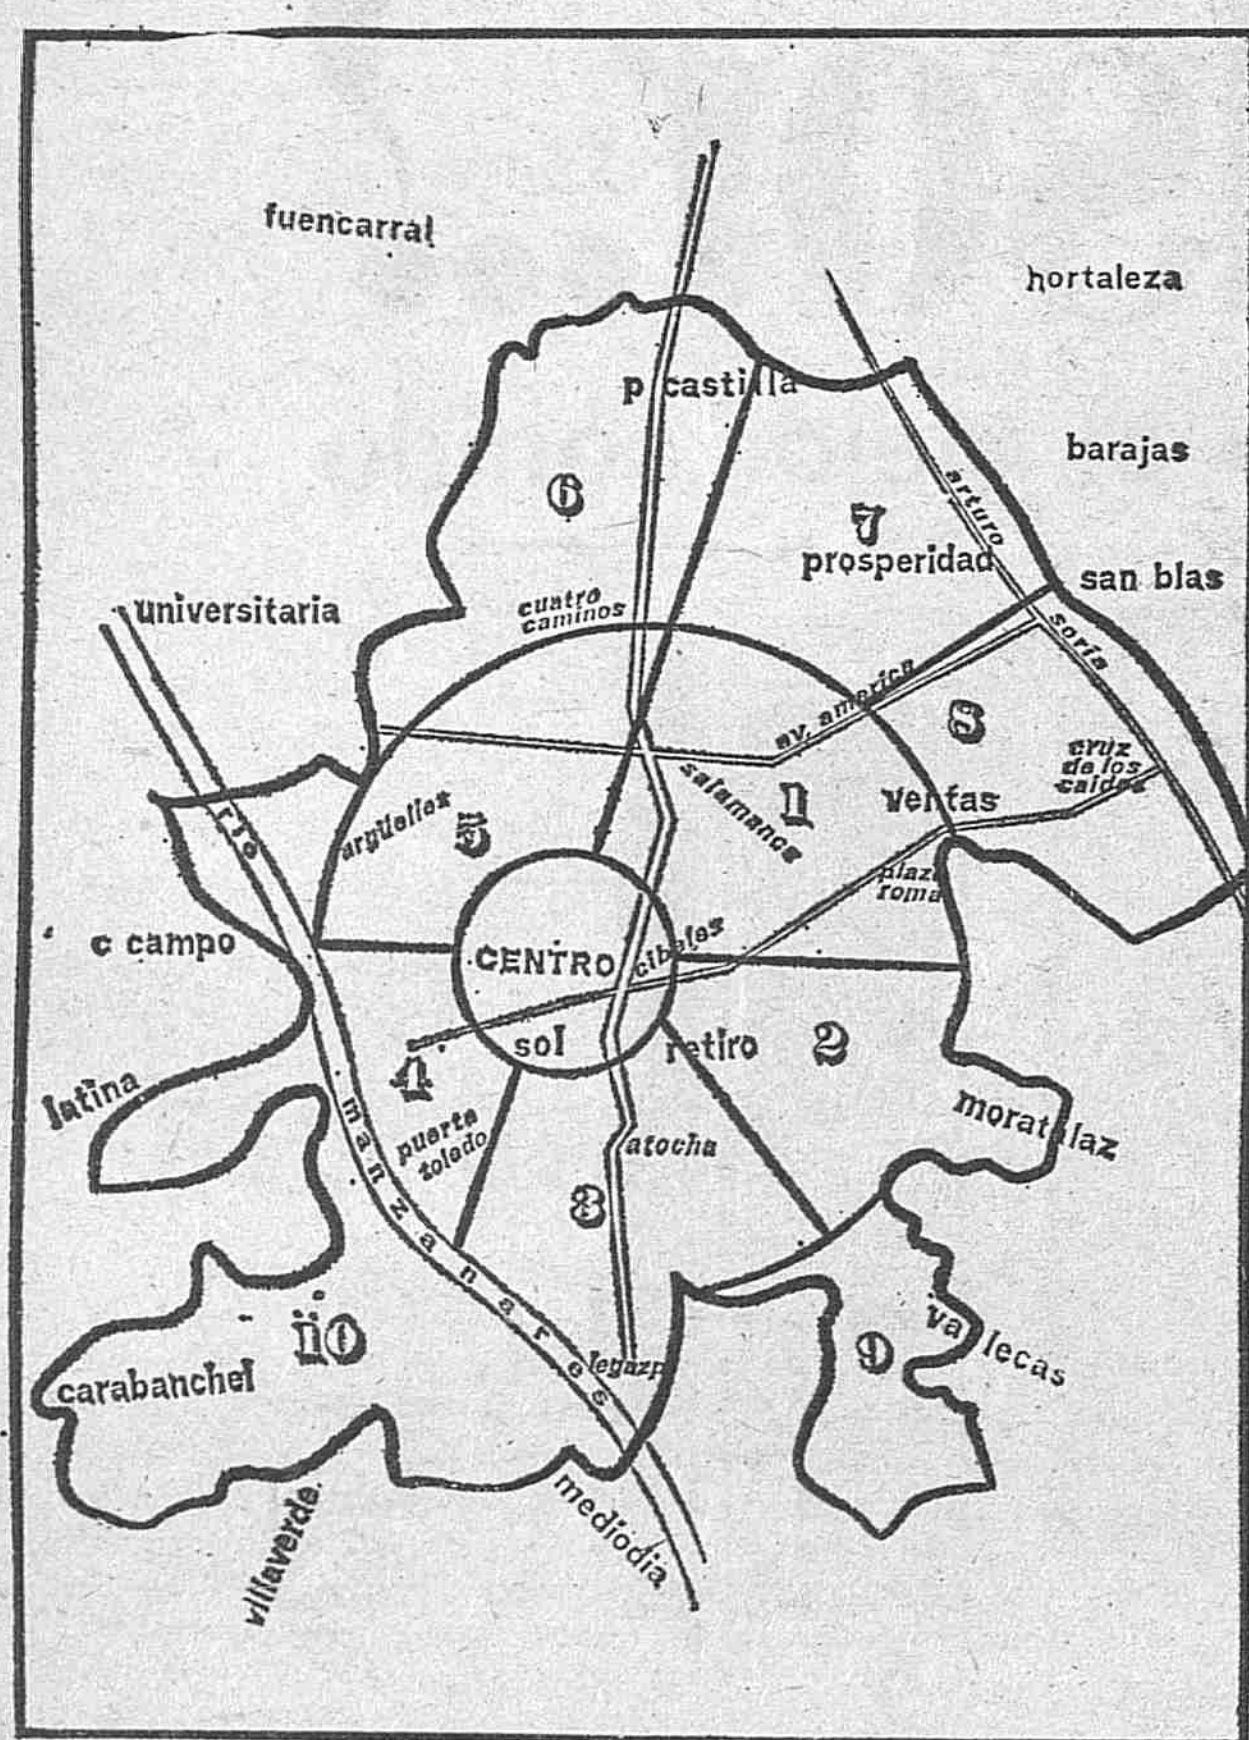 fuencarral
hortaleza
p castilla
barajas
6
arturo
7
prosperidad
san blas
cuatro
caminos
universitaria
soria
av. america
8
cruz
de los
caidos
salamanca
1
ventas
argüelles
5
rio
plaza
roma
c campo
CENTRO
cibeles
sol
retiro
2
4
latina
manzanares
moratalaz
puerta
toledo
atocha
3
vallecas
10
9
legazpi
carabanchel
mediodia
villaverde